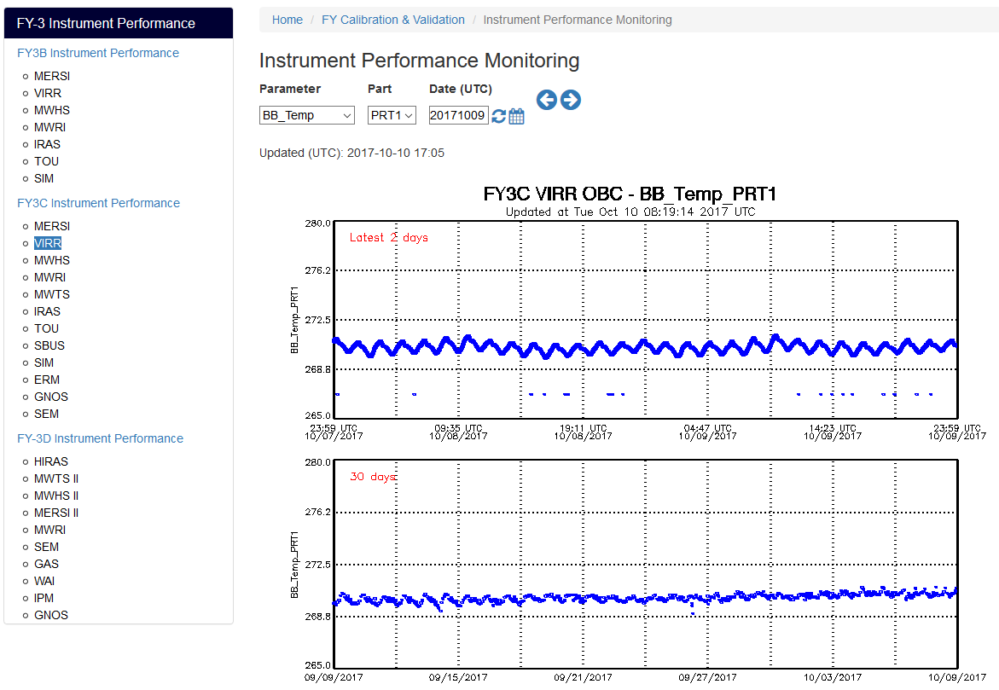 FY-3 Instrument Performance
FY3B Instrument Performance
MERSI
VIRR
MWHS
MWRI
IRAS
TOU
SIM
FY3C Instrument Performance
MERSI
VIRR
MWHS
MWRI
MWTS
IRAS
TOU
SBUS
SIM
ERM
GNOS
SEM
FY-3D Instrument Performance
HIRAS
MWTS II
MWHS II
MERSI II
MWRI
SEM
GAS
WAI
IPM
GNOS
Home / FY Calibration & Validation / Instrument Performance Monitoring
Instrument Performance Monitoring
Parameter Part Date (UTC)
BB_Temp PRT1 20171009
Updated (UTC): 2017-10-10 17:05
FY3C VIRR OBC - BB_Temp_PRT1
Updated at Tue Oct 10 08:19:14 2017 UTC
Latest 2 days
280.0
276.2
272.5
268.8
265.0
BB_Temp_PRT1
23:59 UTC 09:35 UTC 19:11 UTC 04:47 UTC 14:23 UTC 23:59 UTC
10/07/2017 10/08/2017 10/08/2017 10/09/2017 10/09/2017 10/09/2017
30 days
280.0
276.2
272.5
268.8
265.0
BB_Temp_PRT1
09/09/2017 09/15/2017 09/21/2017 09/27/2017 10/03/2017 10/09/2017